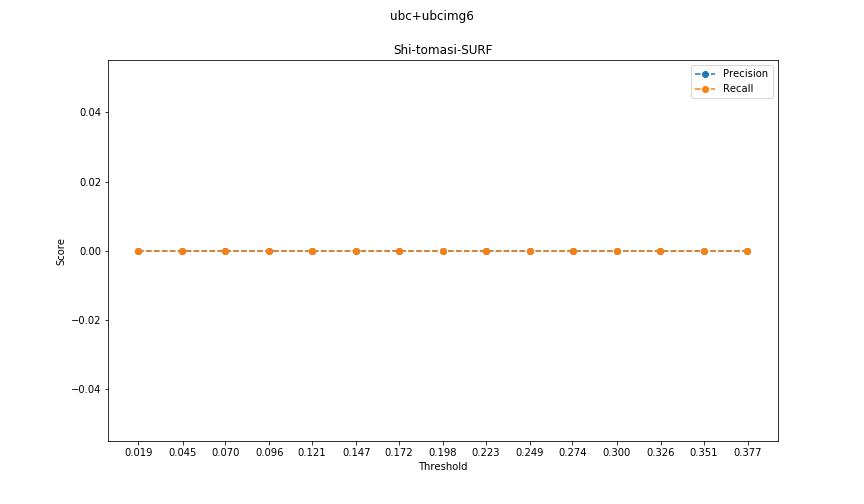 ubc+ubcimg6
Shi-tomasi-SURF
Precision
Recall
0.04
0.02
0.00
−0.02
−0.04
Score
0.019 0.045 0.070 0.096 0.121 0.147 0.172 0.198 0.223 0.249 0.274 0.300 0.326 0.351 0.377
Threshold